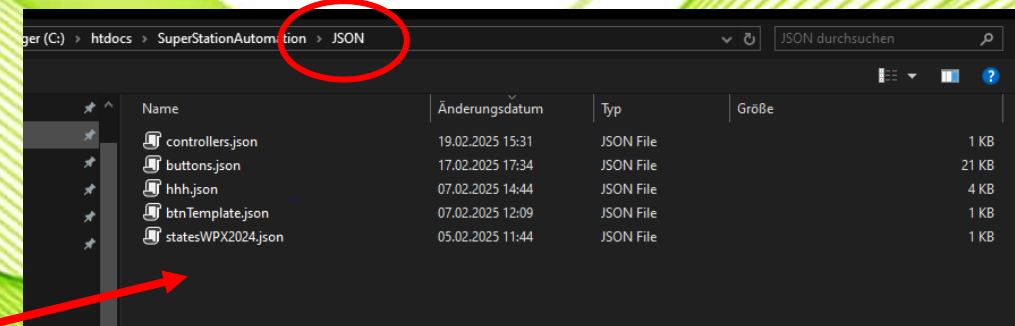 ger (C:) > htdocs > SuperStationAutomation > JSON JSON durchsuchen
Name Änderungsdatum Typ Größe
controllers.json 19.02.2025 15:31 JSON File 1 KB
buttons.json 17.02.2025 17:34 JSON File 21 KB
hhh.json 07.02.2025 14:44 JSON File 4 KB
btnTemplate.json 07.02.2025 12:09 JSON File 1 KB
statesWPX2024.json 05.02.2025 11:44 JSON File 1 KB